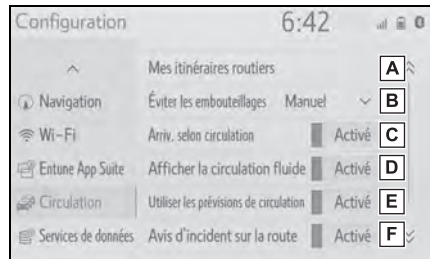 Configuration 6:42
Mes itinéraires routiers A
Navigation Éviter les embouteillages Manuel B
Wi-Fi Arriv. selon circulation Activé C
Entune App Suite Afficher la circulation fluide Activé D
Circulation Utiliser les prévisions de circulation Activé E
Services de données Avis d'incident sur la route Activé F